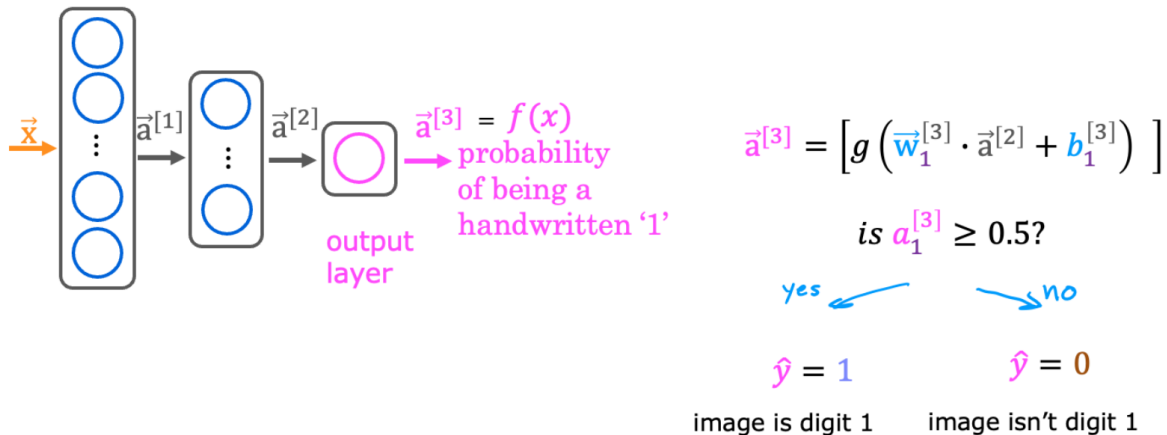 x⃗
a⃗^[1]
a⃗^[2]
a⃗^[3] = f(x)
probability
of being a
handwritten ‘1’
output
layer
a⃗^[3] = [g(w⃗₁^[3] · a⃗^[2] + b₁^[3]) ]
is a₁^[3] ≥ 0.5?
yes no
ŷ = 1 ŷ = 0
image is digit 1 image isn’t digit 1